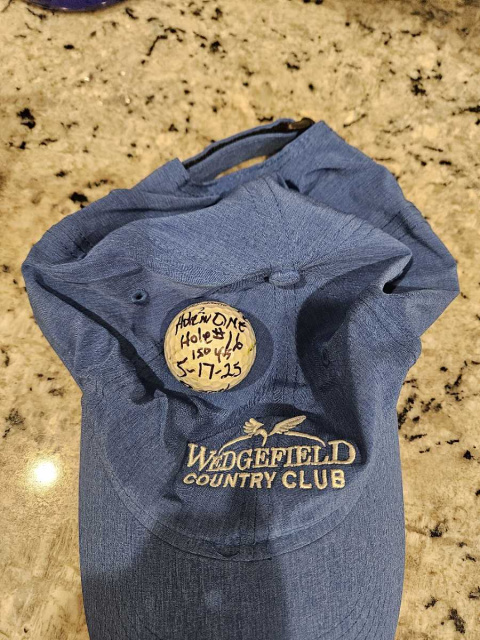 Hole in ONE
Hole # 16
150 yds
5-17-25
WEDGEFIELD
COUNTRY CLUB